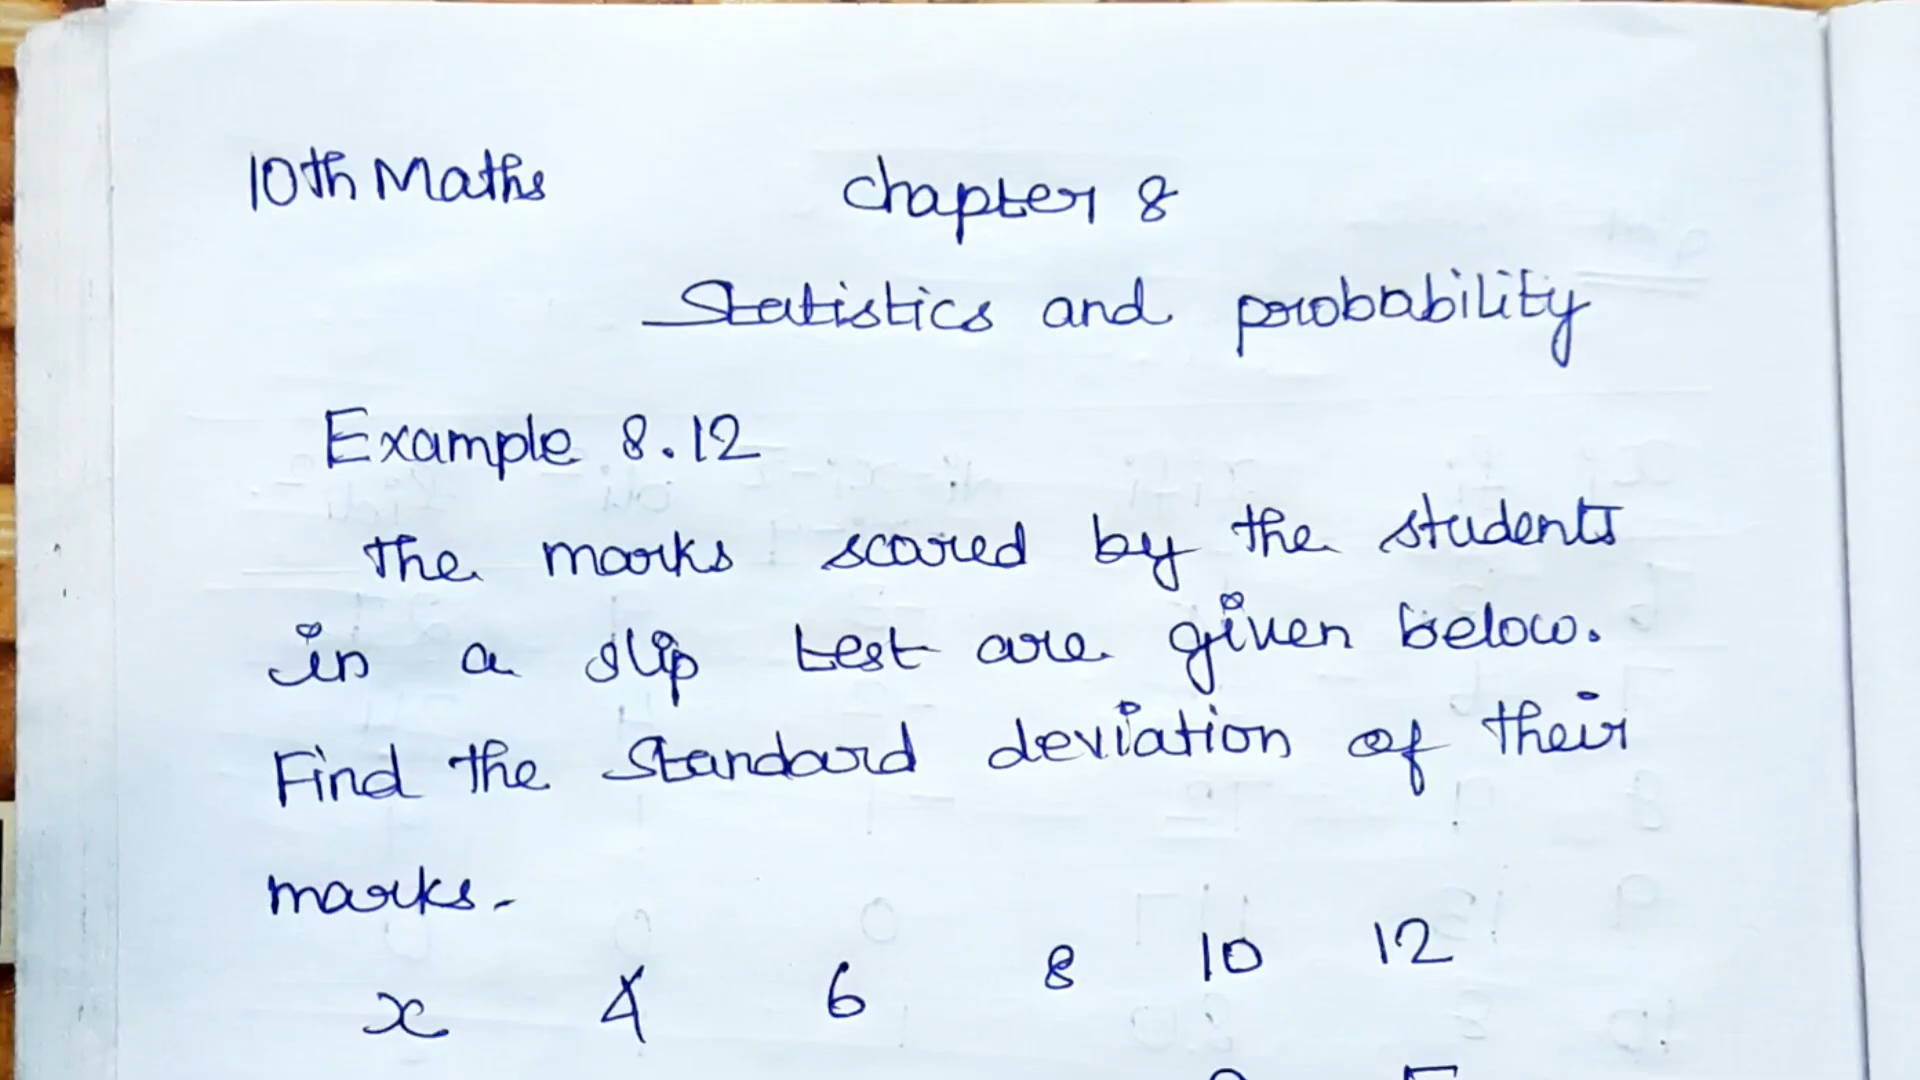 10th Maths chapter 8
Statistics and probability
Example 8.12
The marks scored by the students
in a slip test are given below.
Find the Standard deviation of their
marks.
x 4 6 8 10 12